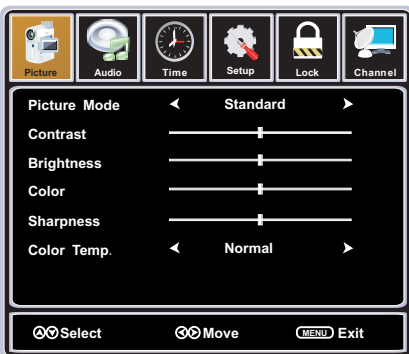 Picture Audio Time Setup Lock Channel
Picture Mode Standard
Contrast
Brightness
Color
Sharpness
Color Temp. Normal
Select Move MENU Exit